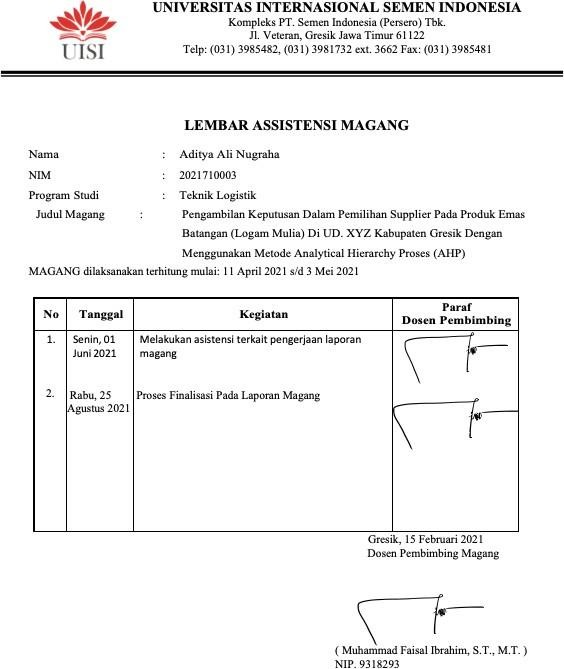 UISI
UNIVERSITAS INTERNASIONAL SEMEN INDONESIA
Kompleks PT. Semen Indonesia (Persero) Tbk.
Jl. Veteran, Gresik Jawa Timur 61122
Telp: (031) 3985482, (031) 3981732 ext. 3662 Fax: (031) 3985481
LEMBAR ASSISTENSI MAGANG
Nama : Aditya Ali Nugraha
NIM : 2021710003
Program Studi : Teknik Logistik
Judul Magang : Pengambilan Keputusan Dalam Pemilihan Supplier Pada Produk Emas
Batangan (Logam Mulia) Di UD. XYZ Kabupaten Gresik Dengan
Menggunakan Metode Analytical Hierarchy Proses (AHP)
MAGANG dilaksanakan terhitung mulai: 11 April 2021 s/d 3 Mei 2021
No Tanggal Kegiatan Paraf
Dosen Pembimbing
1. Senin, 01 Melakukan asistensi terkait pengerjaan laporan
Juni 2021 magang
2. Rabu, 25 Proses Finalisasi Pada Laporan Magang
Agustus 2021
Gresik, 15 Februari 2021
Dosen Pembimbing Magang
( Muhammad Faisal Ibrahim, S.T., M.T. )
NIP. 9318293